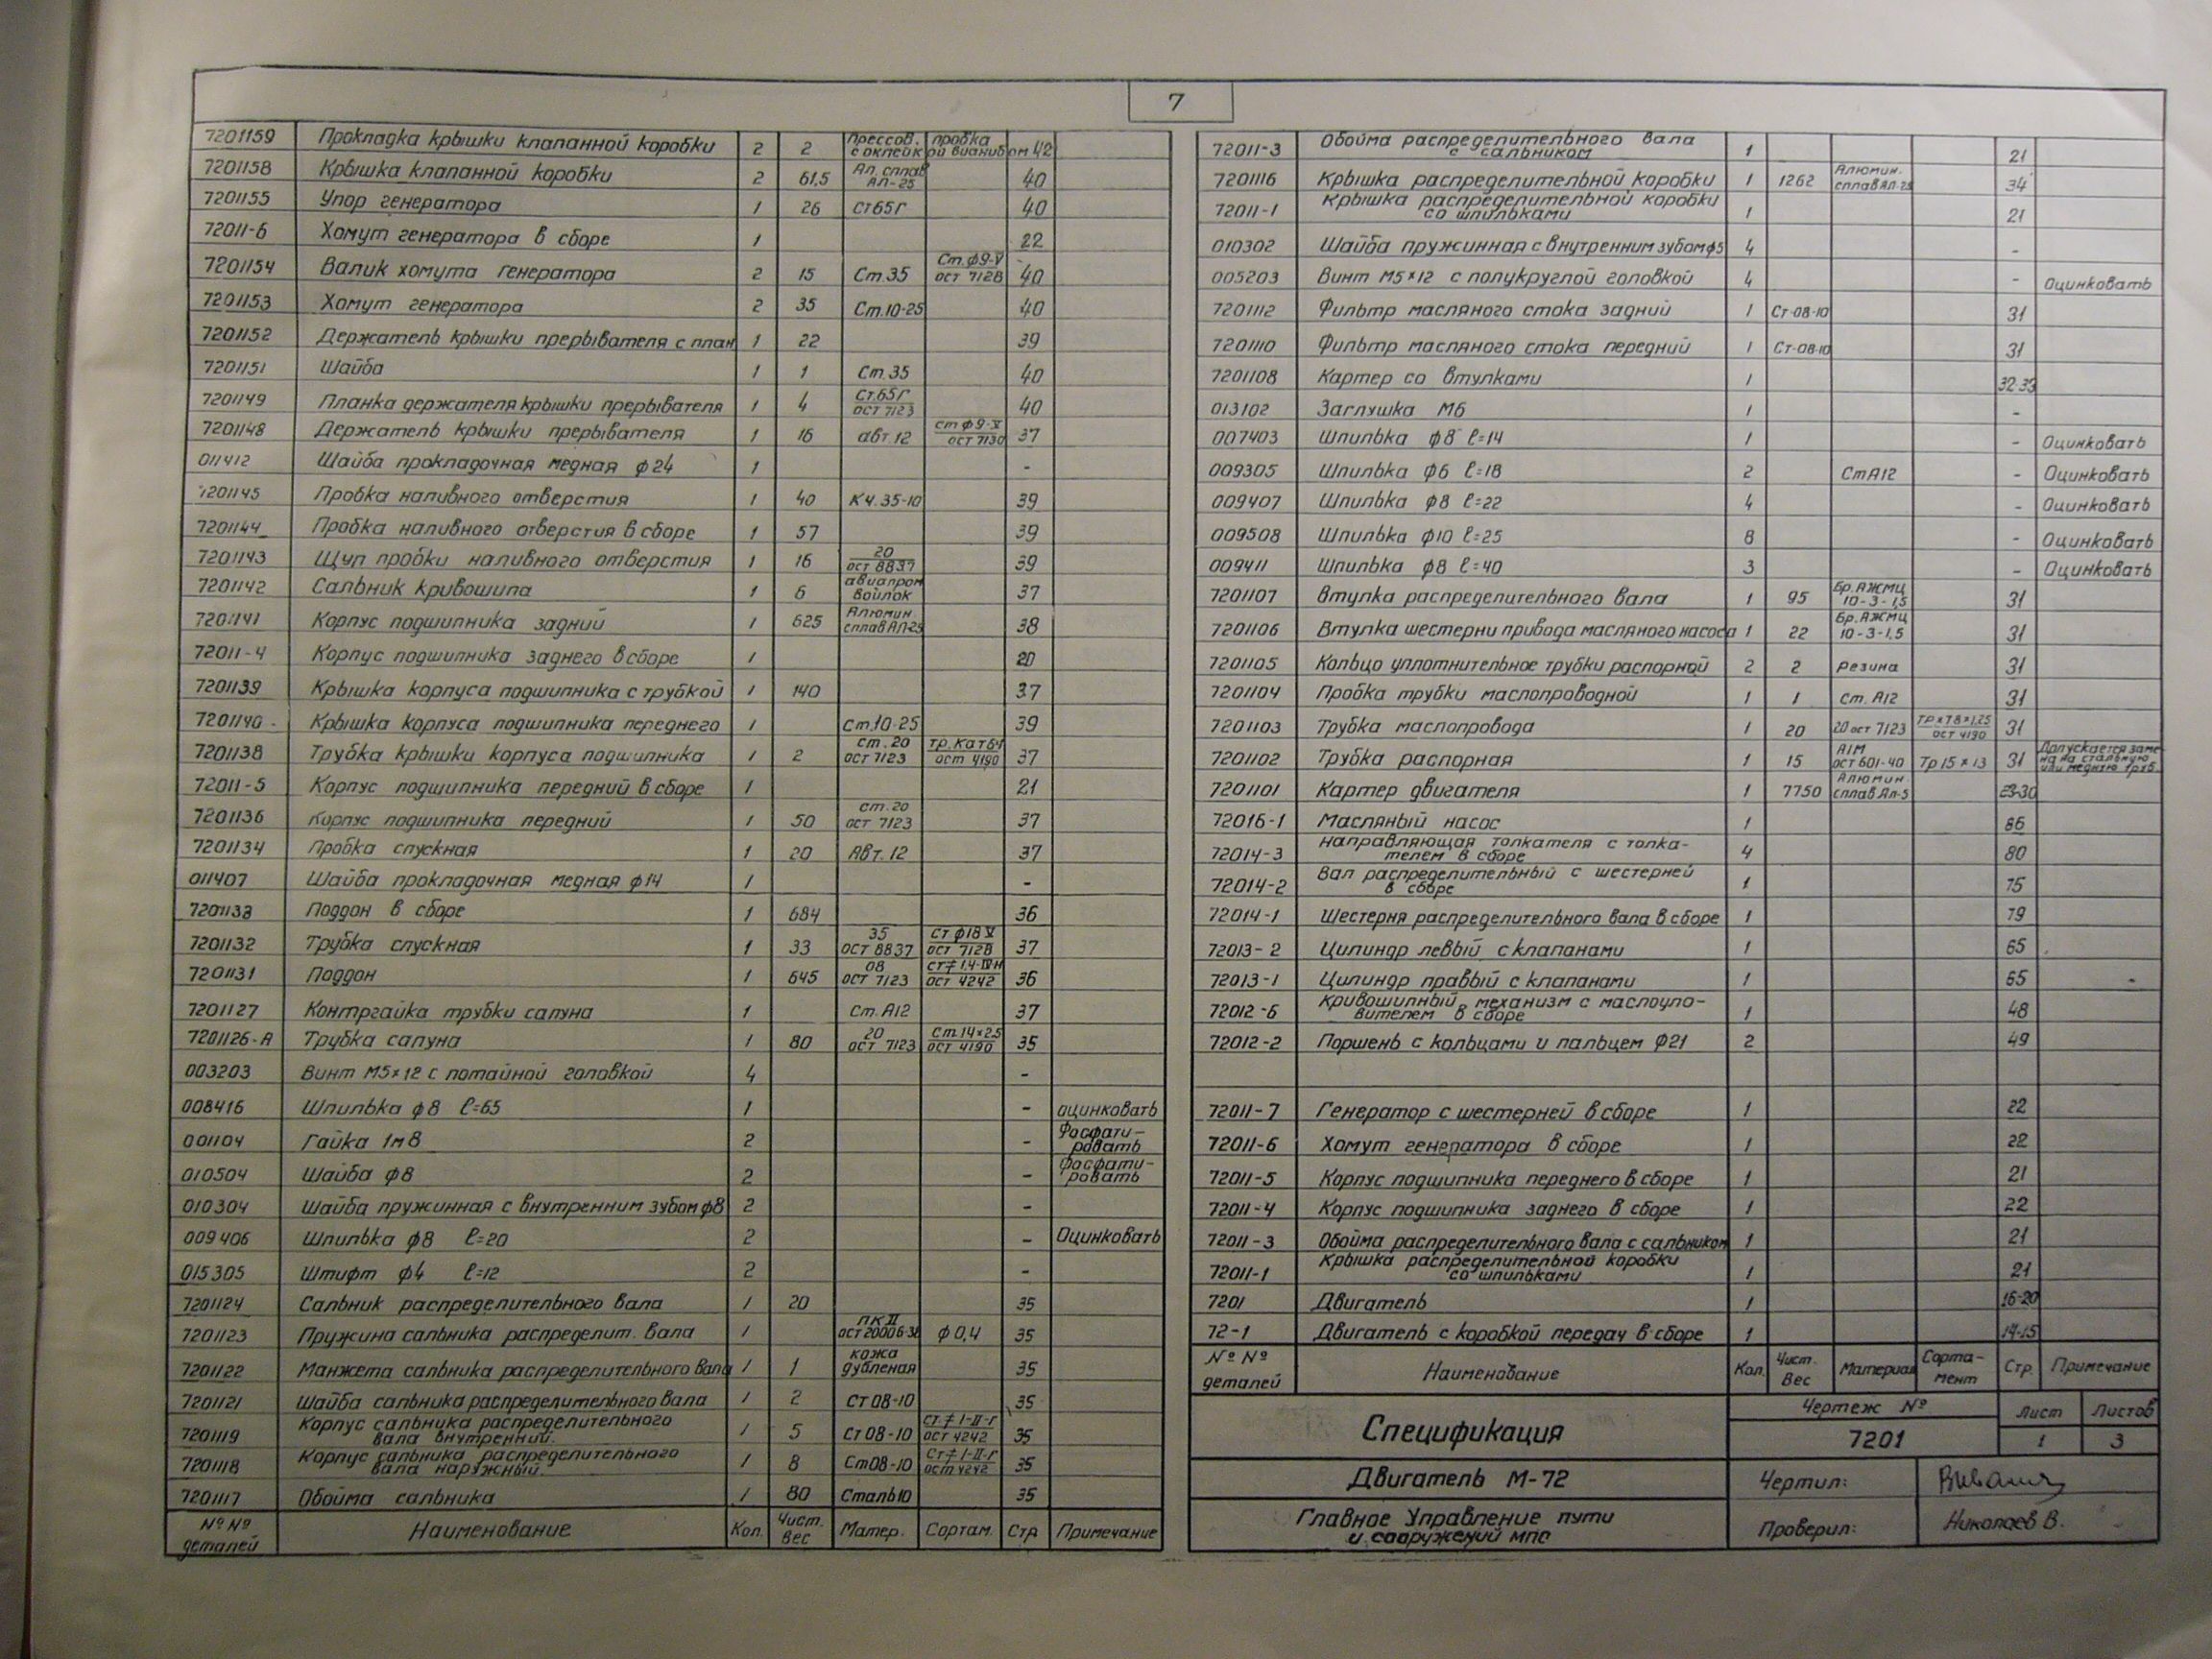 7
7201159 Прокладка крышки клапанной коробки 2 2 Прессов. пробка с оклейкой вианибом 42
7201158 Крышка клапанной коробки 2 61,5 Ал. сплав АЛ-25 40
7201155 Упор генератора 1 26 Ст65Г 40
72011-6 Хомут генератора в сборе 1 22
7201154 Валик хомута генератора 2 15 Ст.35 Ст.ф9-V ост 7128 40
7201153 Хомут генератора 2 35 Ст.10-25 40
7201152 Держатель крышки прерывателя с план 1 22 39
7201151 Шайба 1 1 Ст.35 40
7201149 Планка держателя крышки прерывателя 1 4 Ст.65Г ост 7123 40
7201148 Держатель крышки прерывателя 1 16 авт.12 ст ф9-V ост 7130 37
011412 Шайба прокладочная медная ф24 1 -
7201145 Пробка наливного отверстия 1 40 КЧ.35-10 39
7201144 Пробка наливного отверстия в сборе 1 57 39
7201143 Щуп пробки наливного отверстия 1 16 20 ост 8837 39
7201142 Сальник кривошипа 1 6 авиапром войлок 37
7201141 Корпус подшипника задний 1 625 Алюмин. сплав АЛ-25 38
72011-4 Корпус подшипника заднего в сборе 1 20
7201139 Крышка корпуса подшипника с трубкой 1 140 37
7201140 Крышка корпуса подшипника переднего 1 Ст.10-25 39
7201138 Трубка крышки корпуса подшипника 1 2 ст.20 ост 7123 ост 4190 37
72011-5 Корпус подшипника передний в сборе 1 21
7201136 Корпус подшипника передний 1 50 ст.20 ост 7123 37
7201134 Пробка спускная 1 20 Авт.12 37
011407 Шайба прокладочная медная ф14 1 -
7201133 Поддон в сборе 1 684 36
7201132 Трубка спускная 1 33 35 ост 8837 Ст ф18 V ост 7128 37
7201131 Поддон 1 645 08 ост 7123 ст≠1,4-IVН ост 4242 36
7201127 Контргайка трубки сапуна 1 Ст.А12 37
7201126-А Трубка сапуна 1 80 20 ост 7123 Ст.14×2,5 ост 4190 35
003203 Винт М5×12 с потайной головкой 4 -
008416 Шпилька ф8 ℓ=65 1 - оцинковать
001104 Гайка 1м8 2 - Фосфати-ровать
010504 Шайба ф8 2 - Фосфати-ровать
010304 Шайба пружинная с внутренним зубом ф8 2 -
009406 Шпилька ф8 ℓ=20 2 - Оцинковать
015305 Штифт ф4 ℓ=12 2 -
7201124 Сальник распределительного вала 1 20 35
7201123 Пружина сальника распределит. вала 1 ПК II ост 20006-38 ф0,4 35
7201122 Манжета сальника распределительного вала 1 1 кожа дубленая 35
7201121 Шайба сальника распределительного вала 1 2 Ст 08-10 35
7201119 Корпус сальника распределительного вала внутренний. 1 5 Ст 08-10 Ст≠1-II-г ост 4242 35
7201118 Корпус сальника распределительного вала наружный 1 8 Ст08-10 Ст≠1-II-г ост 4242 35
7201117 Обойма сальника 1 80 Сталь10 35
№№ деталей Наименование Кол. Чист. вес Матер. Сортам. Стр Примечание
72011-3 Обойма распределительного вала с сальником 1 21
7201116 Крышка распределительной коробки 1 1262 Алюмин. сплав АЛ-25 34
72011-1 Крышка распределительной коробки со шпильками 1 21
010302 Шайба пружинная с внутренним зубом ф5 4 -
005203 Винт М5×12 с полукруглой головкой 4 - Оцинковать
7201112 Фильтр масляного стока задний 1 Ст-08-10 31
7201110 Фильтр масляного стока передний 1 Ст-08-10 31
7201108 Картер со втулками 1 32.33
013102 Заглушка М6 1 -
007403 Шпилька ф8 ℓ=14 1 - Оцинковать
009305 Шпилька ф6 ℓ=18 2 СтА12 - Оцинковать
009407 Шпилька ф8 ℓ=22 4 - Оцинковать
009508 Шпилька ф10 ℓ=25 8 - Оцинковать
009411 Шпилька ф8 ℓ=40 3 - Оцинковать
7201107 Втулка распределительного вала 1 95 Бр.АЖМЦ 10-3-1,5 31
7201106 Втулка шестерни привода масляного насоса 1 22 Бр.АЖМЦ 10-3-1,5 31
7201105 Кольцо уплотнительное трубки распорной 2 2 Резина 31
7201104 Пробка трубки маслопроводной 1 1 Ст. А12 31
7201103 Трубка маслопровода 1 20 20 ост 7123 ост 4190 31
7201102 Трубка распорная 1 15 А1М ост 601-40 Тр 15×13 31 Допускается заме-на на стальную или медную
7201101 Картер двигателя 1 7750 Алюмин. сплав Ал-5 29-30
72016-1 Масляный насос 1 86
72014-3 Направляющая толкателя с толка-телем в сборе 4 80
72014-2 Вал распределительный с шестерней в сборе 1 75
72014-1 Шестерня распределительного вала в сборе 1 79
72013-2 Цилиндр левый с клапанами 1 65
72013-1 Цилиндр правый с клапанами 1 65
72012-6 Кривошипный механизм с маслоуло-вителем в сборе 1 48
72012-2 Поршень с кольцами и пальцем ф21 2 49
72011-7 Генератор с шестерней в сборе 1 22
72011-6 Хомут генератора в сборе 1 22
72011-5 Корпус подшипника переднего в сборе 1 21
72011-4 Корпус подшипника заднего в сборе 1 22
72011-3 Обойма распределительного вала с сальником 1 21
72011-1 Крышка распределительной коробки со шпильками 1 21
7201 Двигатель 1 16-20
72-1 Двигатель с коробкой передач в сборе 1 14-15
№№ деталей Наименование Кол. Чист. Вес Материал Сорта-мент Стр. Примечание
Спецификация Чертеж № Лист Листов
7201 1 3
Двигатель М-72 Чертил:
Главное Управление пути и сооружений МПС Проверил: Николаев В.